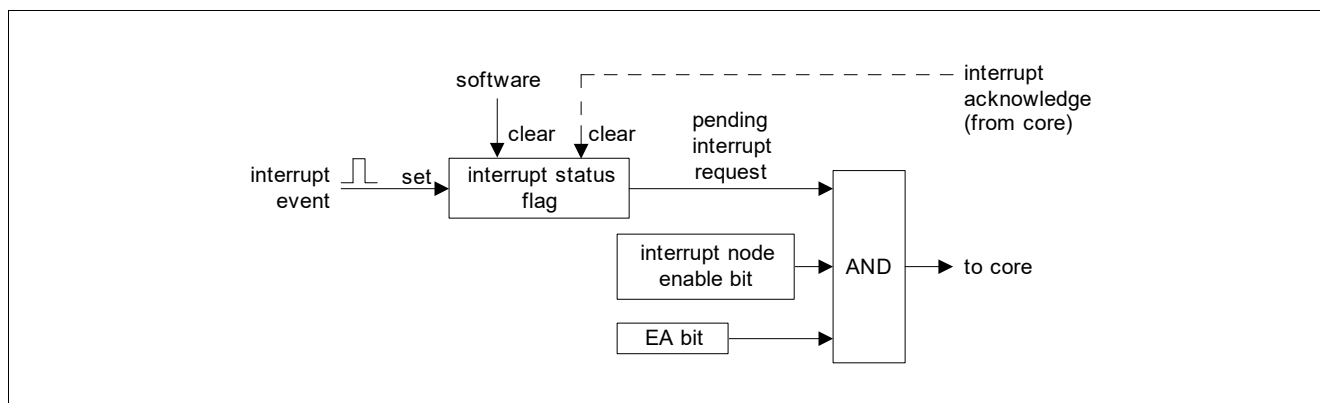 software
interrupt
acknowledge
(from core)
clear
clear
pending
interrupt
request
interrupt
event
set
interrupt status
flag
interrupt node
enable bit
AND
to core
EA bit